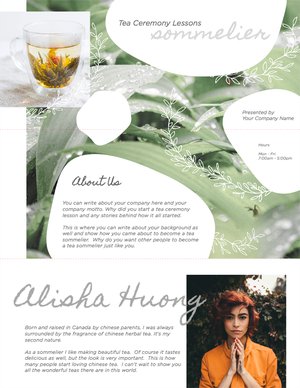 Tea Ceremony Lessons
sommelier
Presented by
Your Company Name
Hours
Mon - Fri
7:00am - 5:00pm
About Us
You can write about your company here and your
company motto. Why did you start a tea ceremony
lesson and any stories behind how it all started.
This is where you can write about your background as
well and show how you came about to become a tea
sommelier. Why do you want other people to become
a tea sommelier just like you.
Alisha Huong
Born and raised in Canada by chinese parents, I was always
surrounded by the fragrance of chinese herbal tea. It's my
second nature.
As a sommelier I like making beautiful tea. Of course it tastes
delicious as well, but the look is very important. This is how
many people start liking chinese tea. I can't wait to show you
all the wonderful teas there are in this world.